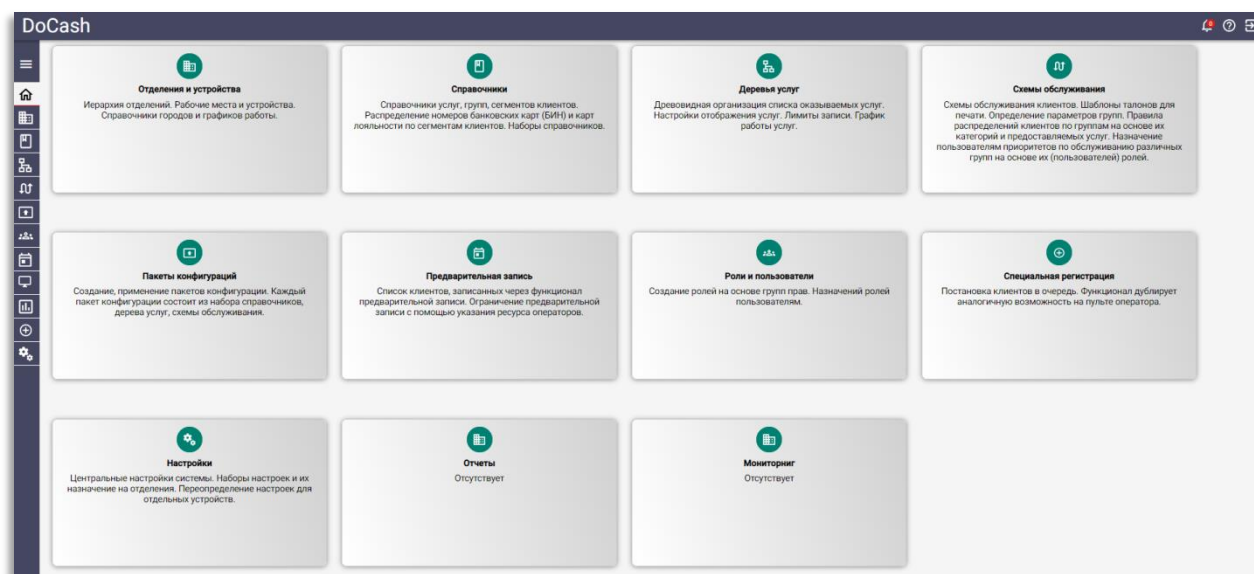 DoCash
Отделения и устройства
Иерархия отделений. Рабочие места и устройства.
Справочники городов и графиков работы.
Справочники
Справочники услуг, групп, сегментов клиентов.
Распределение номеров банковских карт (БИН) и карт
лояльности по сегментам клиентов. Наборы справочников.
Деревья услуг
Древовидная организация списка оказываемых услуг.
Настройки отображения услуг. Лимиты записи. График
работы услуг.
Схемы обслуживания
Схемы обслуживания клиентов. Шаблоны талонов для
печати. Определение параметров групп. Правила
распределений клиентов по группам на основе их
категорий и предоставляемых услуг. Назначение
пользователям приоритетов по обслуживанию различных
групп на основе их (пользователей) ролей.
Пакеты конфигураций
Создание, применение пакетов конфигурации. Каждый
пакет конфигурации состоит из набора справочников,
дерева услуг, схемы обслуживания.
Предварительная запись
Список клиентов, записанных через функционал
предварительной записи. Ограничение предварительной
записи с помощью указания ресурса операторов.
Роли и пользователи
Создание ролей на основе групп прав. Назначений ролей
пользователям.
Специальная регистрация
Постановка клиентов в очередь. Функционал дублирует
аналогичную возможность на пульте оператора.
Настройки
Центральные настройки системы. Наборы настроек и их
назначение на отделения. Переопределение настроек для
отдельных устройств.
Отчеты
Отсутствует
Мониторниг
Отсутствует